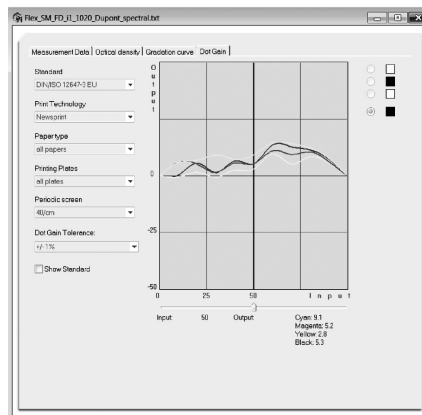 Flex_SM_FD_i1_1020_Dupont_spectral.txt
Measurement Data
Optical density
Gradation curve
Dot Gain
Standard
DIN/ISO 12647-3 EU
Print Technology
Newsprint
Paper type
all papers
Printing Plates
all plates
Periodic screen
40/cm
Dot Gain Tolerance:
+/- 1%
Show Standard
Output
0
-25
-50
0
25
50
Input
Input:
50
Output
Cyan: 9.1
Magenta: 5.2
Yellow: 2.8
Black: 5.3